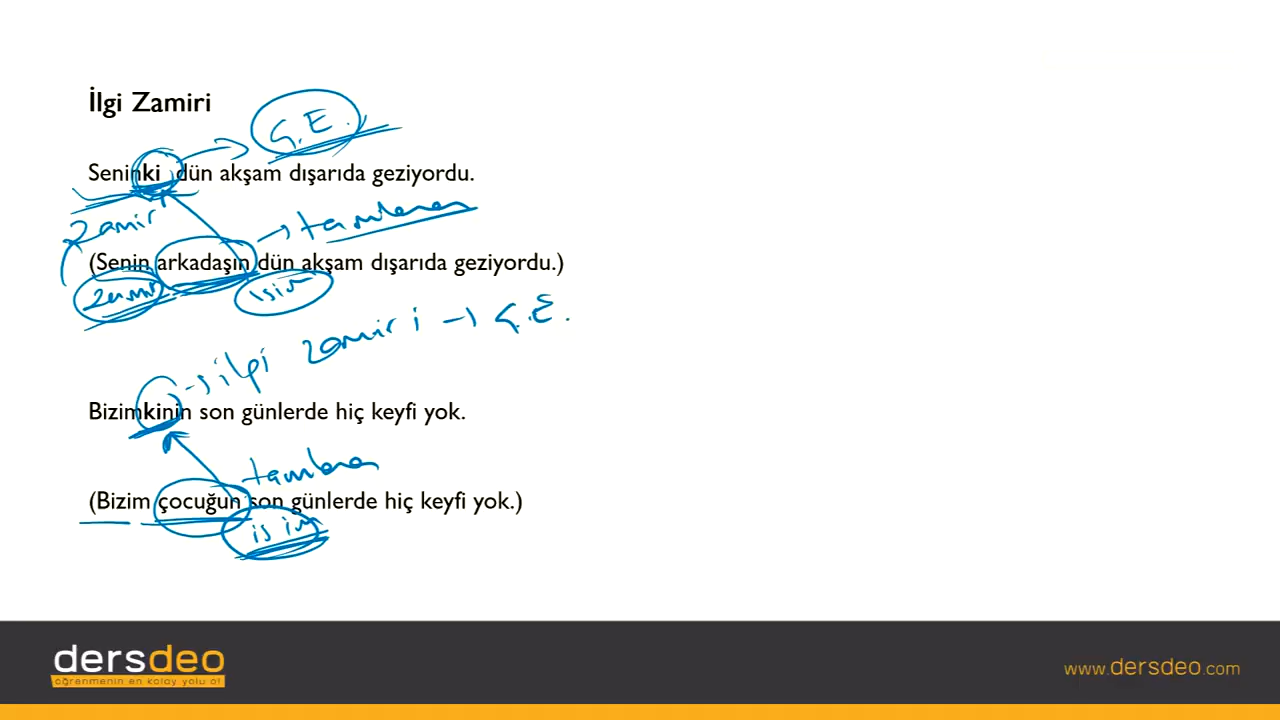 İlgi Zamiri
Ç.E.
Seninki dün akşam dışarıda geziyordu.
zamir
tamlanan
(Senin arkadaşın dün akşam dışarıda geziyordu.)
zamir
isim
ilgi zamiri → Ç.E.
Bizimkinin son günlerde hiç keyfi yok.
tamlanan
(Bizim çocuğun son günlerde hiç keyfi yok.)
isim
dersdeo
öğrenmenin en kolay yolu o!
www.dersdeo.com